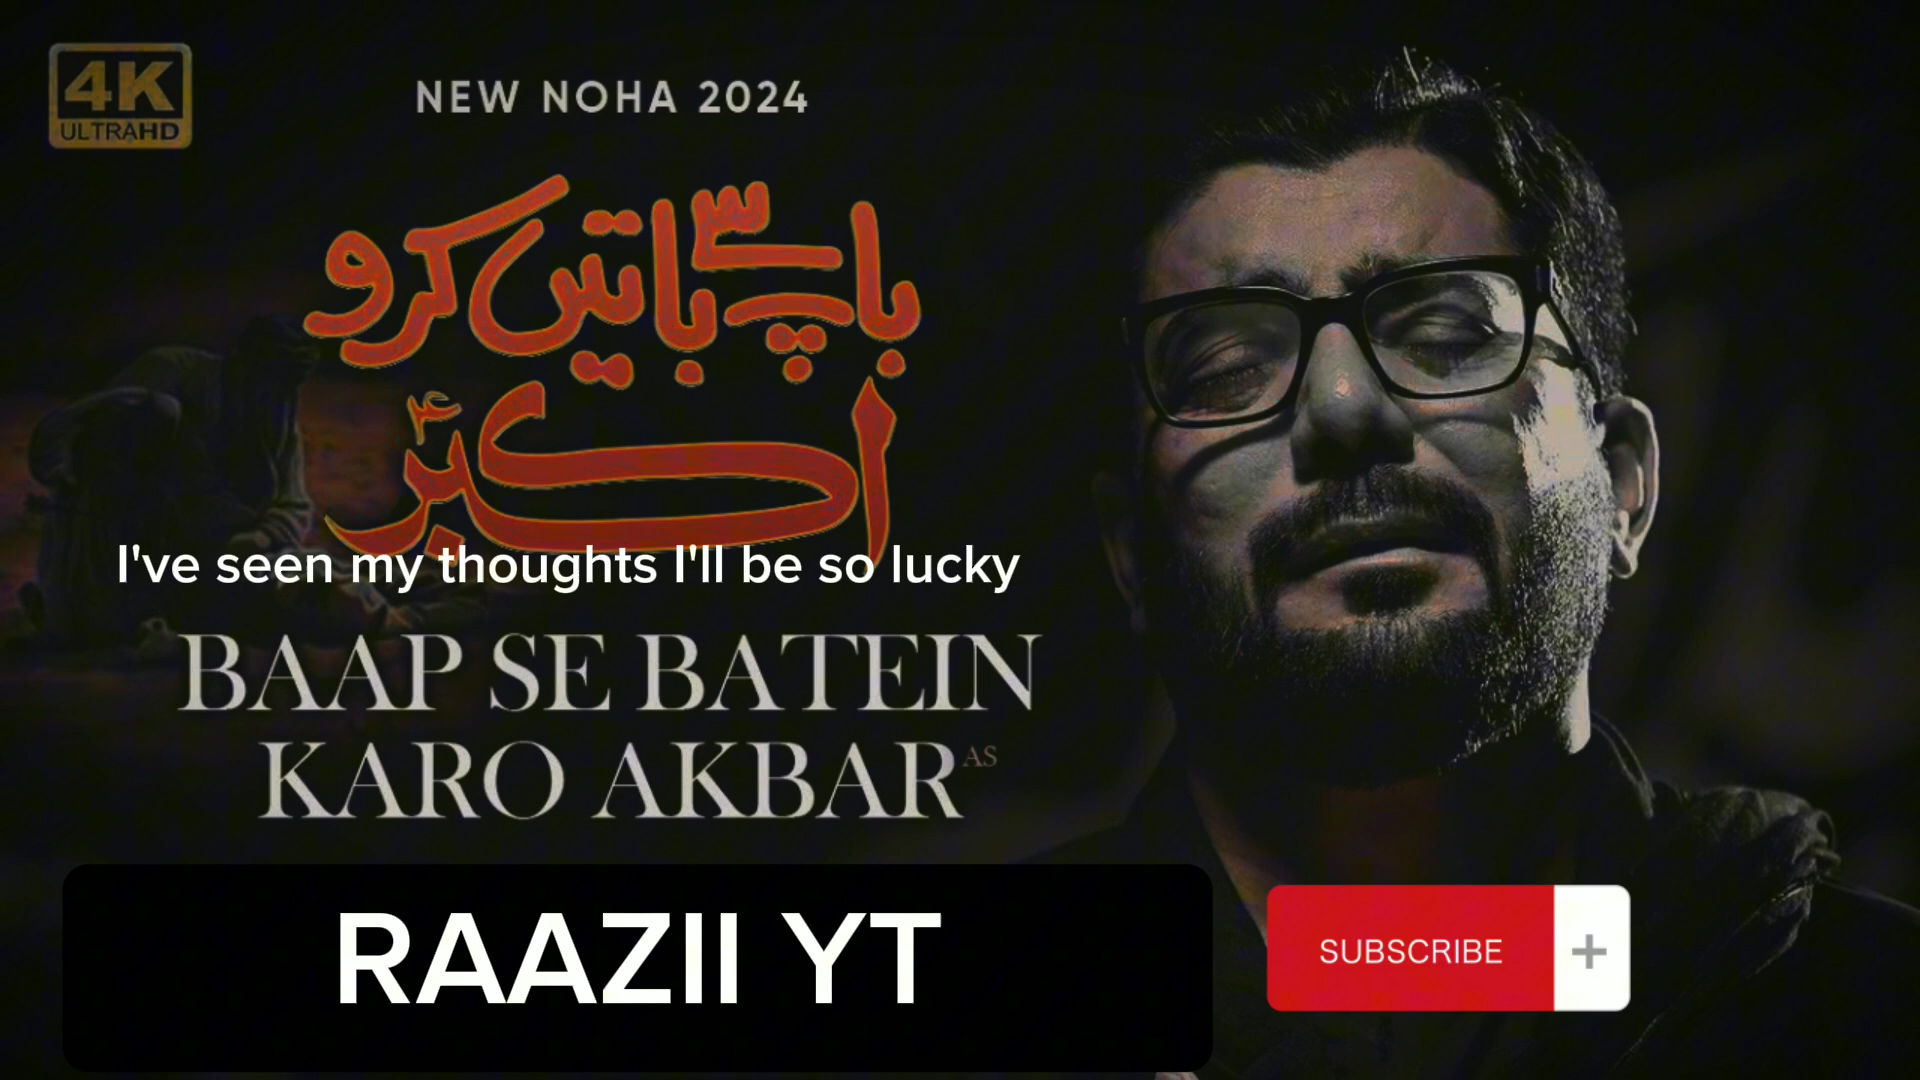 4K
ULTRAHD
NEW NOHA 2024
باپ سے باتیں کرو
اکبرؑ
I've seen my thoughts I'll be so lucky
BAAP SE BATEIN
KARO AKBAR AS
RAAZII YT
SUBSCRIBE +